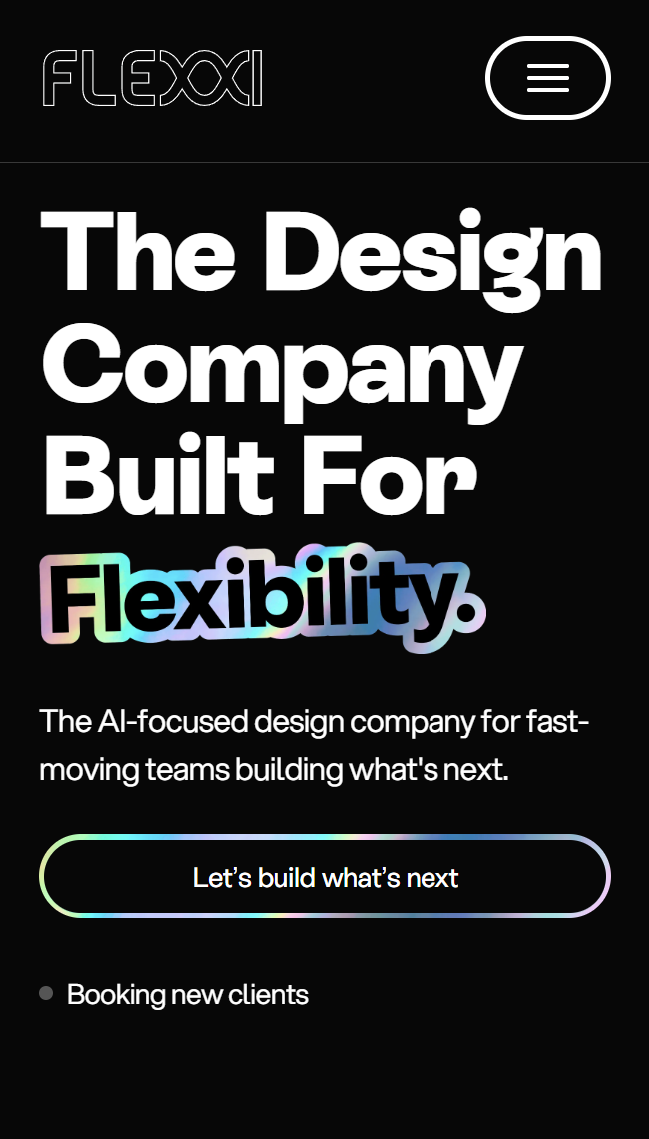 FLEXXI
The Design
Company
Built For
Flexibility.
The AI-focused design company for fast-
moving teams building what's next.
Let’s build what’s next
Booking new clients